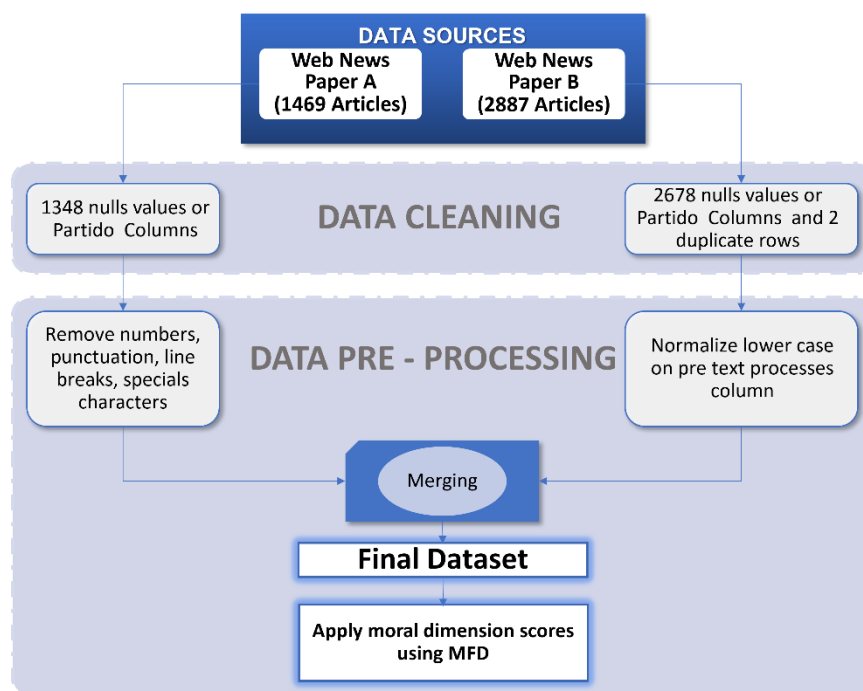 DATA SOURCES
Web News
Paper A
(1469 Articles)
Web News
Paper B
(2887 Articles)
DATA CLEANING
1348 nulls values or
Partido Columns
2678 nulls values or
Partido Columns and 2
duplicate rows
DATA PRE - PROCESSING
Remove numbers,
punctuation, line
breaks, specials
characters
Normalize lower case
on pre text processes
column
Merging
Final Dataset
Apply moral dimension scores
using MFD